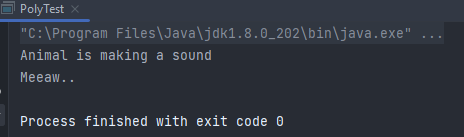 PolyTest ×
"C:\Program Files\Java\jdk1.8.0_202\bin\java.exe" ...
Animal is making a sound
Meeaw..
Process finished with exit code 0